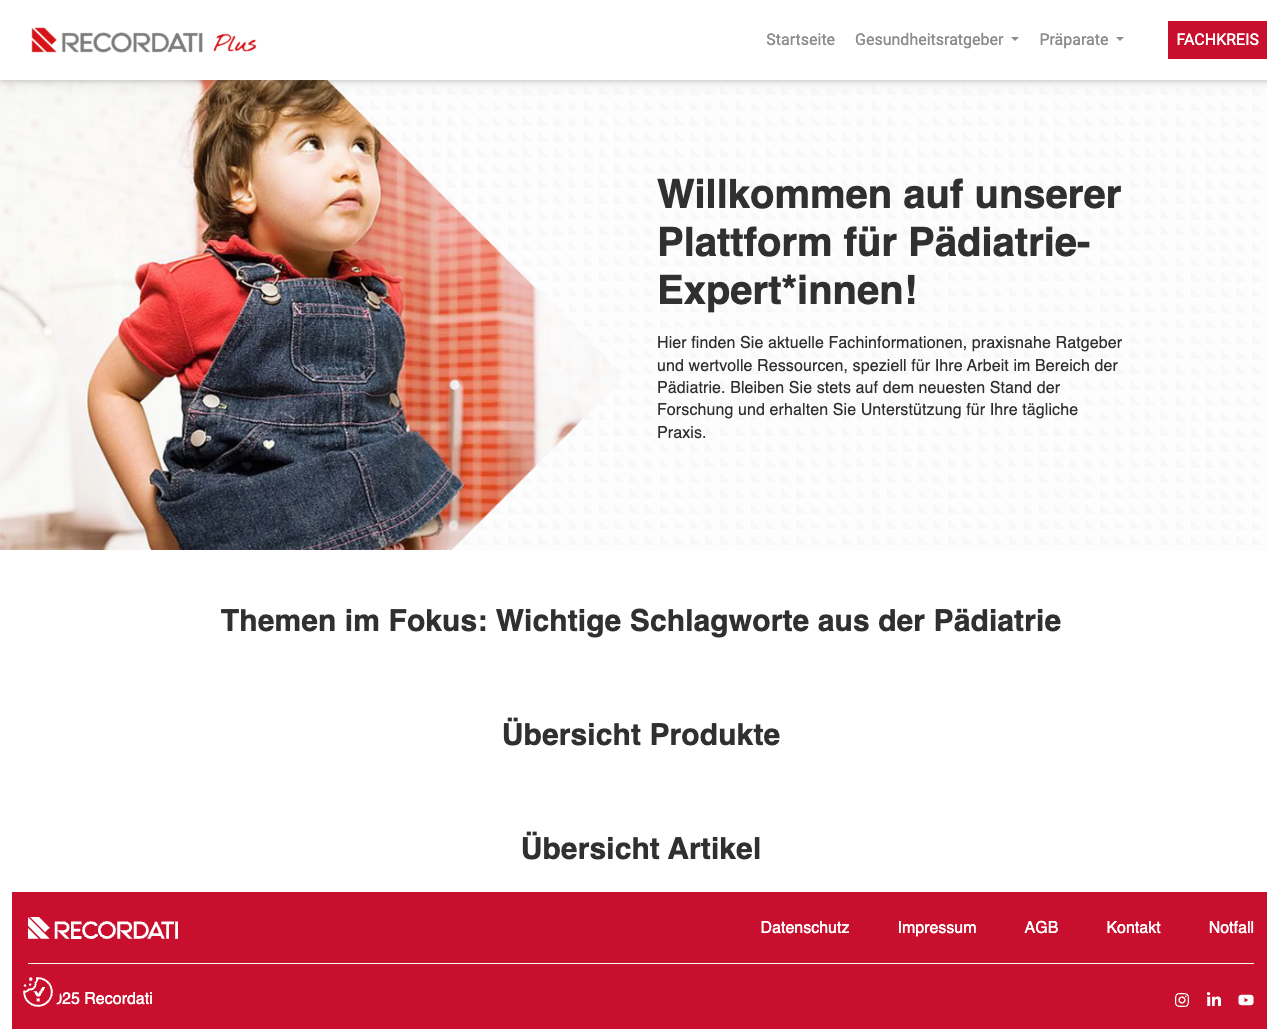 RECORDATI Plus
Startseite
Gesundheitsratgeber
Präparate
FACHKREIS
Willkommen auf unserer
Plattform für Pädiatrie-
Expert*innen!
Hier finden Sie aktuelle Fachinformationen, praxisnahe Ratgeber
und wertvolle Ressourcen, speziell für Ihre Arbeit im Bereich der
Pädiatrie. Bleiben Sie stets auf dem neuesten Stand der
Forschung und erhalten Sie Unterstützung für Ihre tägliche
Praxis.
Themen im Fokus: Wichtige Schlagworte aus der Pädiatrie
Übersicht Produkte
Übersicht Artikel
RECORDATI
Datenschutz
Impressum
AGB
Kontakt
Notfall
25 Recordati